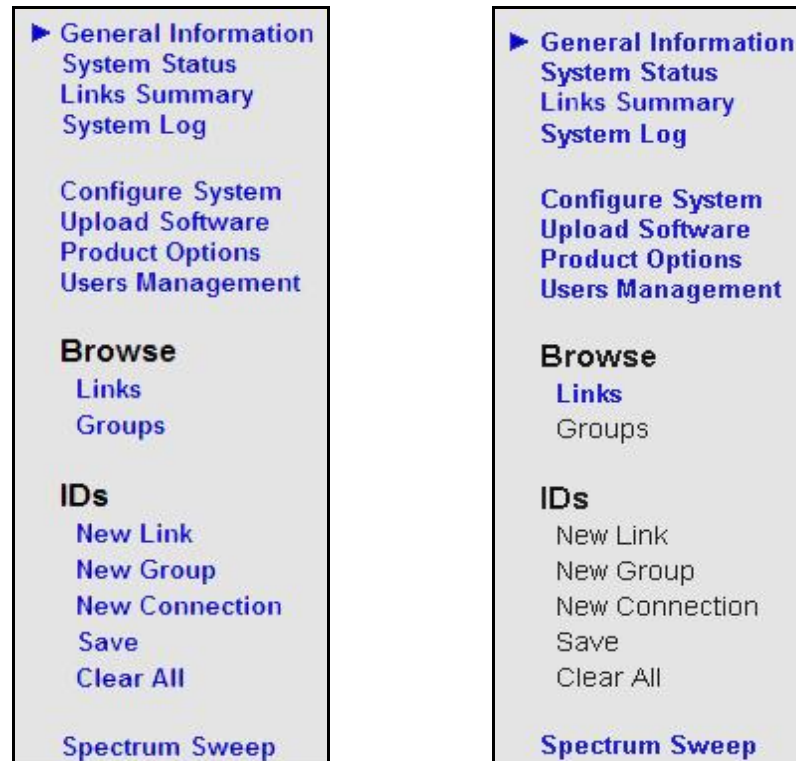 General Information
System Status
Links Summary
System Log
Configure System
Upload Software
Product Options
Users Management
Browse
Links
Groups
IDs
New Link
New Group
New Connection
Save
Clear All
Spectrum Sweep
General Information
System Status
Links Summary
System Log
Configure System
Upload Software
Product Options
Users Management
Browse
Links
Groups
IDs
New Link
New Group
New Connection
Save
Clear All
Spectrum Sweep